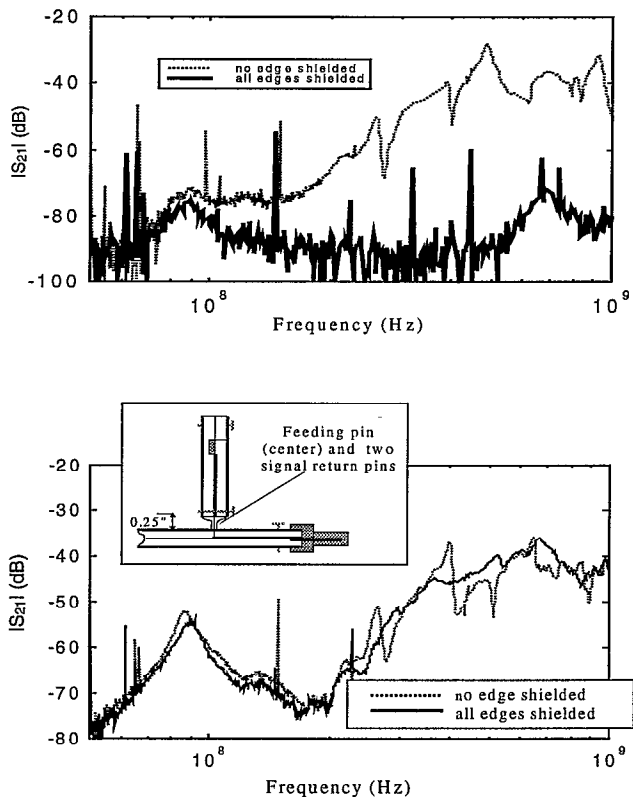 -20
-40
-60
-80
-100
|S21| (dB)
no edge shielded
all edges shielded
10^8
10^9
Frequency (Hz)
-20
-30
-40
-50
-60
-70
-80
|S21| (dB)
Feeding pin
(center) and two
signal return pins
0.25"
no edge shielded
all edges shielded
10^8
10^9
Frequency (Hz)